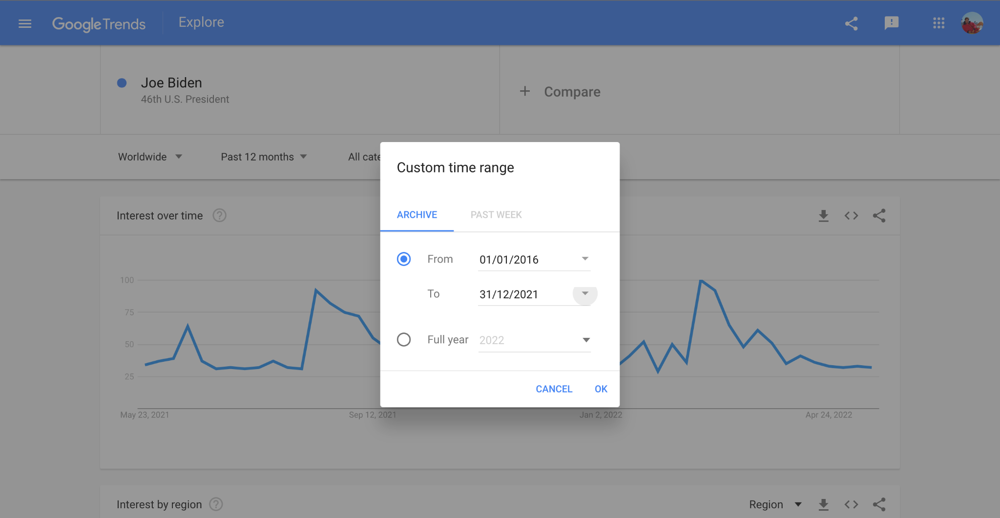 Google Trends
Explore
Joe Biden
46th U.S. President
+ Compare
Worldwide
Past 12 months
All cate
Custom time range
ARCHIVE
PAST WEEK
From 01/01/2016
To 31/12/2021
Full year 2022
CANCEL
OK
Interest over time
100
75
50
25
May 23, 2021
Sep 12, 2021
Jan 2, 2022
Apr 24, 2022
Interest by region
Region